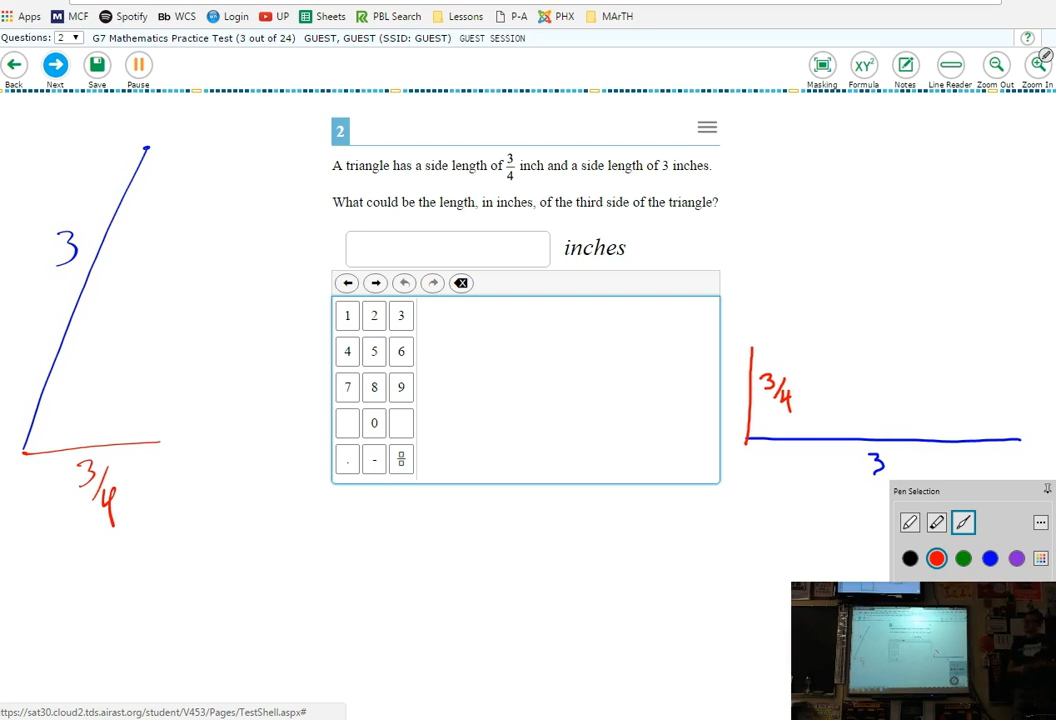 Apps MCF Spotify Bb WCS Login UP Sheets PBL Search Lessons P-A PHX MArTH
Questions: 2 G7 Mathematics Practice Test (3 out of 24) GUEST, GUEST (SSID: GUEST) GUEST SESSION ?
Back Next Save Pause XY² Masking Formula Notes Line Reader Zoom Out Zoom In
2
A triangle has a side length of 3/4 inch and a side length of 3 inches.
What could be the length, in inches, of the third side of the triangle?
inches
1 2 3
4 5 6
7 8 9
0
. -
3
3/4
3/4
3
Pen Selection
https://sat30.cloud2.tds.airast.org/student/V453/Pages/TestShell.aspx#